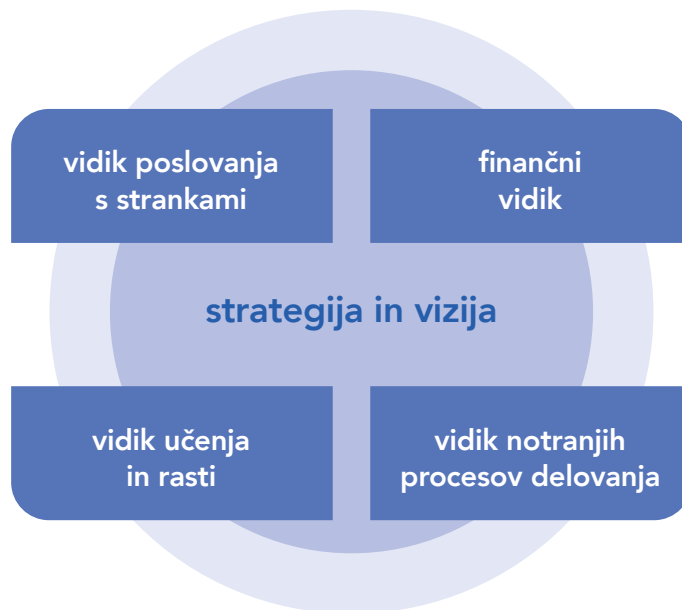 vidik poslovanja
s strankami
finančni
vidik
strategija in vizija
vidik učenja
in rasti
vidik notranjih
procesov delovanja